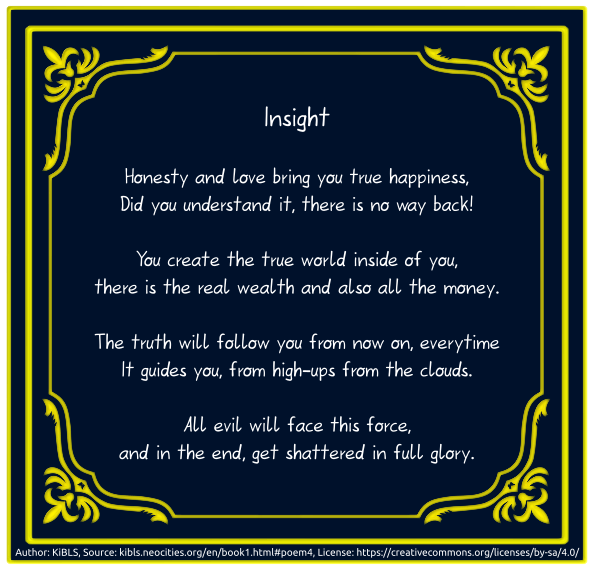 Insight
Honesty and love bring you true happiness,
Did you understand it, there is no way back!
You create the true world inside of you,
there is the real wealth and also all the money.
The truth will follow you from now on, everytime
It guides you, from high-ups from the clouds.
All evil will face this force,
and in the end, get shattered in full glory.
Author: KiBLS, Source: kibls.neocities.org/en/book1.html#poem4, License: https://creativecommons.org/licenses/by-sa/4.0/